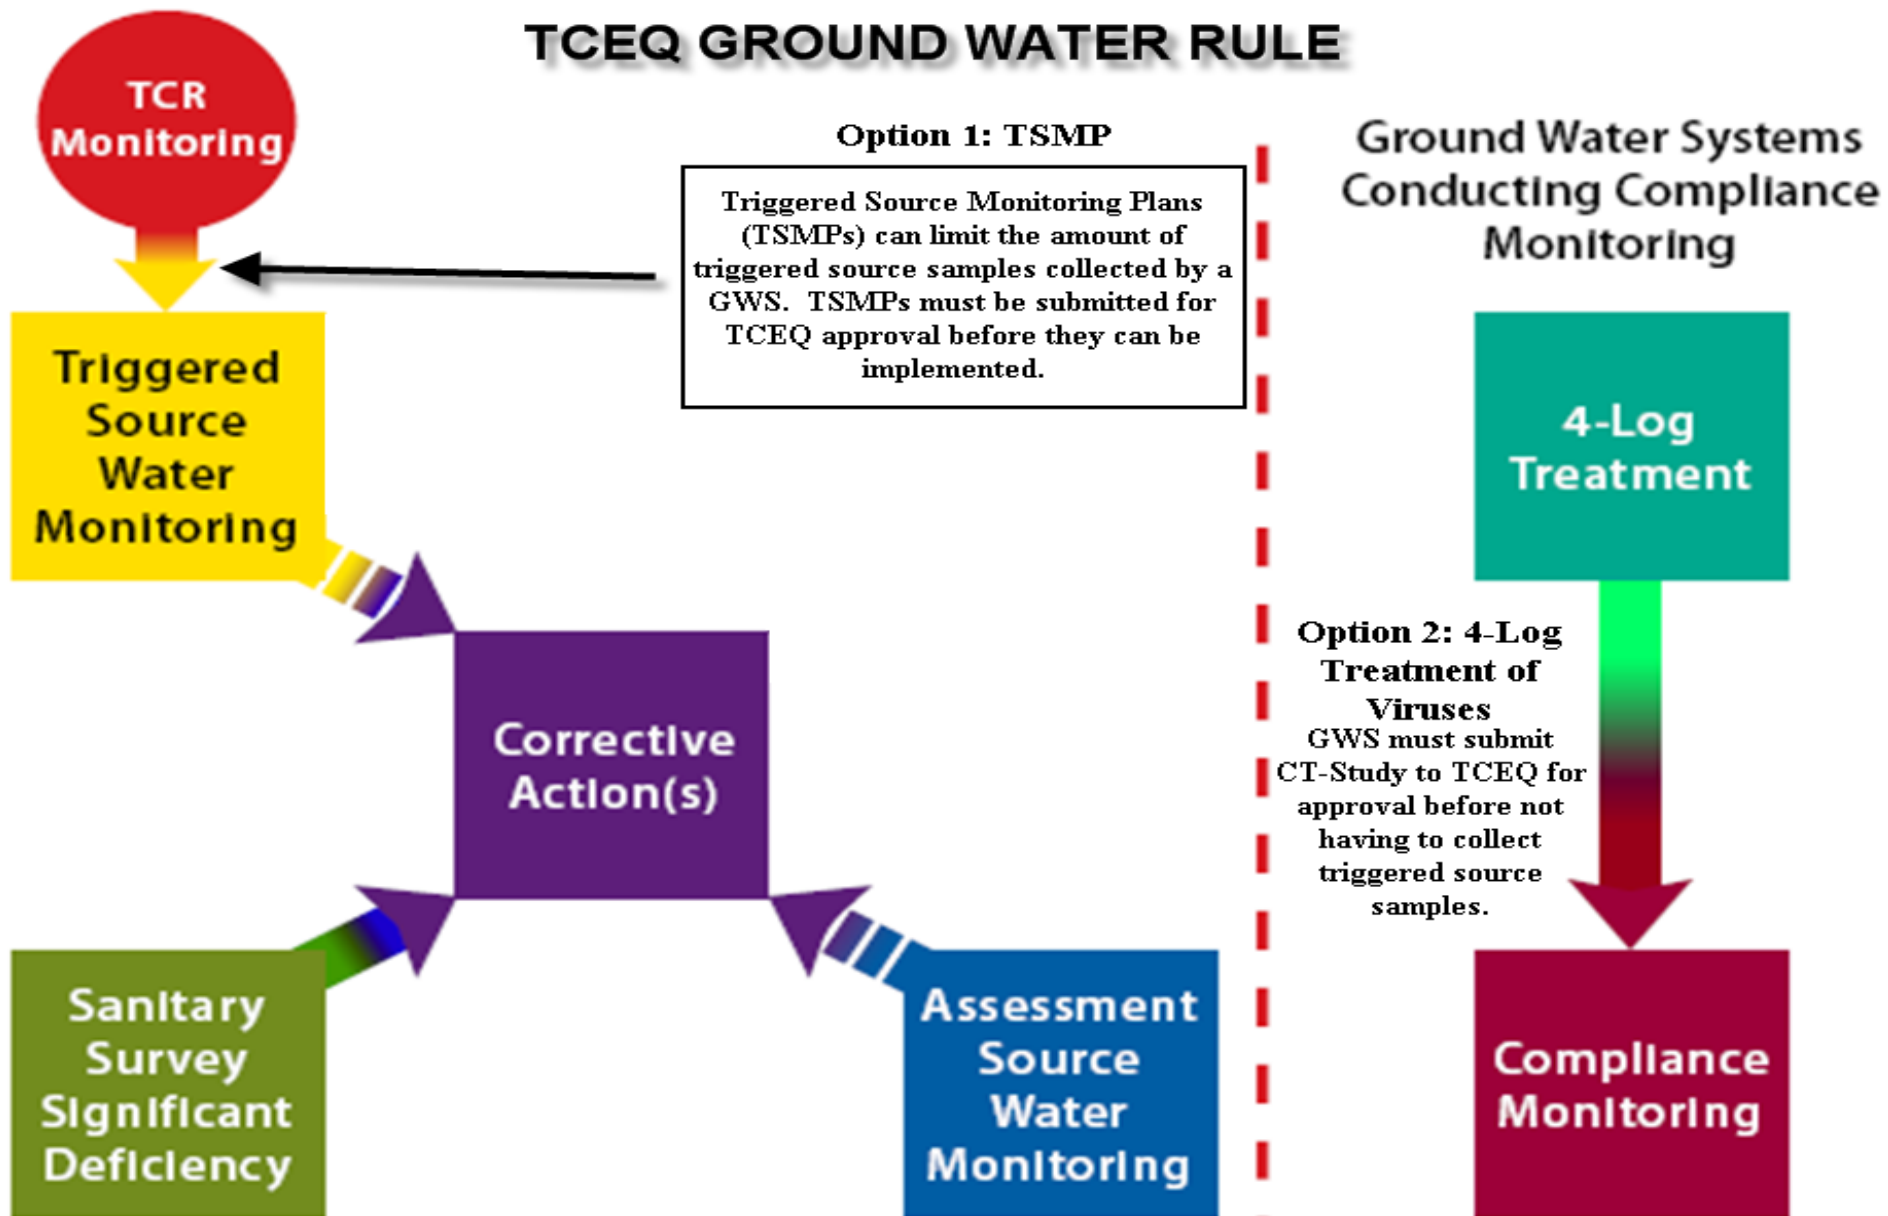 TCEQ GROUND WATER RULE
TCR
Monitoring
Option 1: TSMP
Triggered Source Monitoring Plans
(TSMPs) can limit the amount of
triggered source samples collected by a
GWS.  TSMPs must be submitted for
TCEQ approval before they can be
implemented.
Triggered
Source
Water
Monitoring
Corrective
Action(s)
Sanitary
Survey
Significant
Deficiency
Assessment
Source
Water
Monitoring
Ground Water Systems
Conducting Compliance
Monitoring
4-Log
Treatment
Option 2: 4-Log
Treatment of
Viruses
GWS must submit
CT-Study to TCEQ for
approval before not
having to collect
triggered source
samples.
Compliance
Monitoring